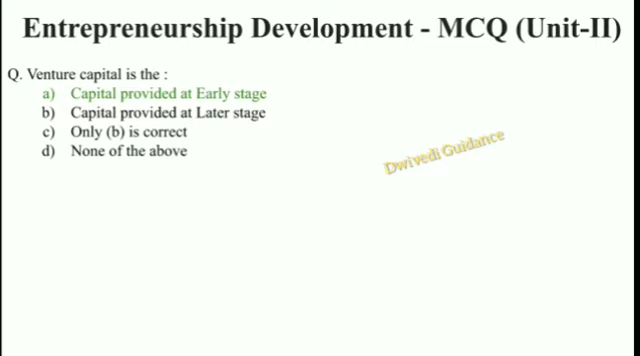 Entrepreneurship Development - MCQ (Unit-II)
Q. Venture capital is the :
a) Capital provided at Early stage
b) Capital provided at Later stage
c) Only (b) is correct
d) None of the above
Dwivedi Guidance